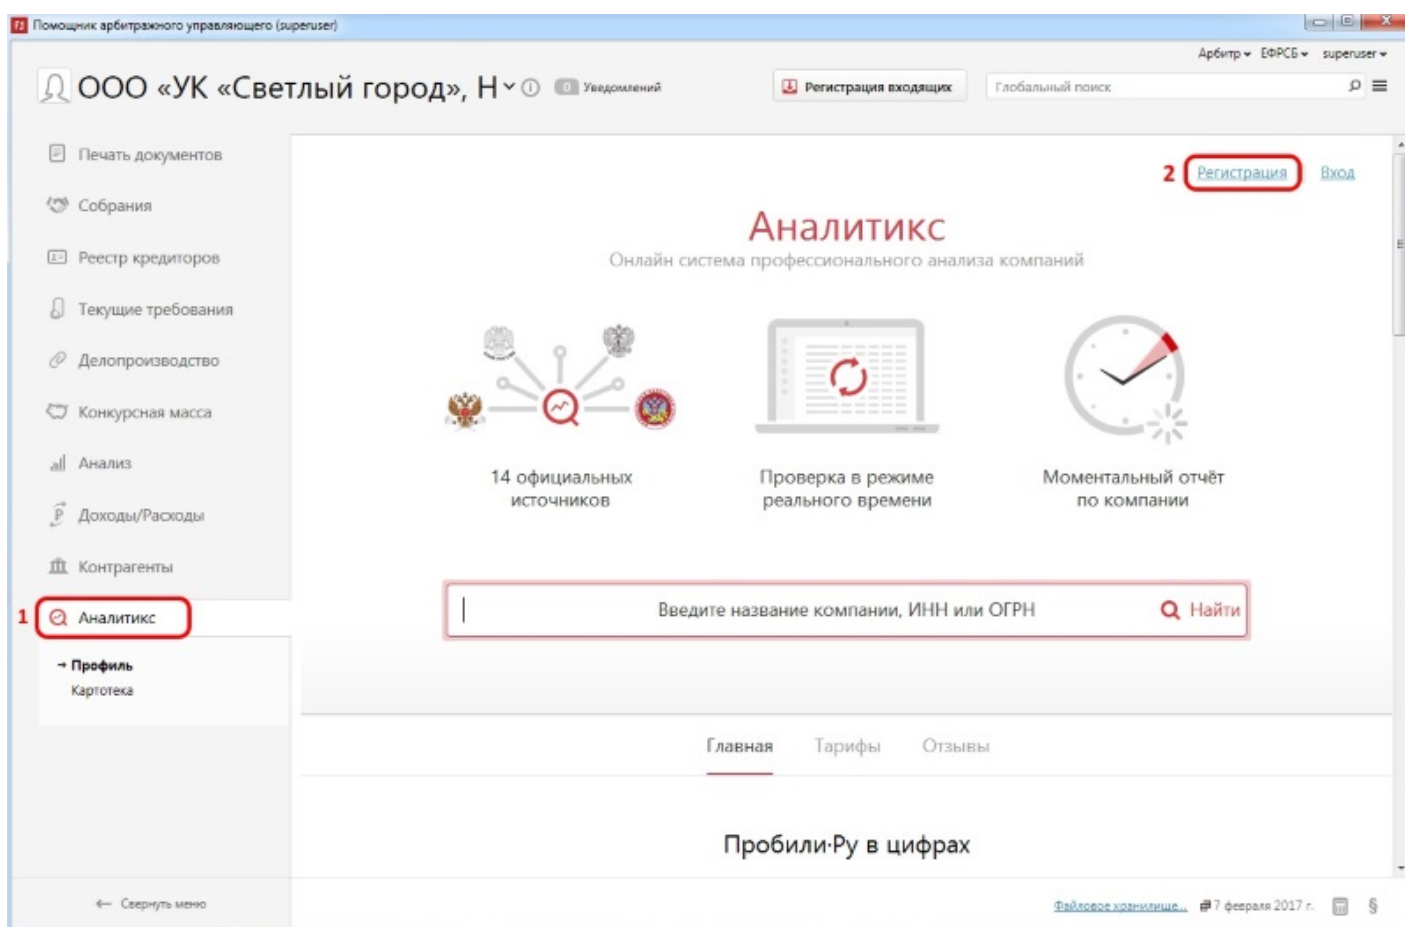 Помощник арбитражного управляющего (superuser)
Арбитр ЕФРСБ superuser
ООО «УК «Светлый город», Н
0 Уведомлений
Регистрация входящих
Глобальный поиск
Печать документов
Собрания
Реестр кредиторов
Текущие требования
Делопроизводство
Конкурсная масса
Анализ
Доходы/Расходы
Контрагенты
1 Аналитикс
→ Профиль
Картотека
← Свернуть меню
2 Регистрация Вход
Аналитикс
Онлайн система профессионального анализа компаний
14 официальных
источников
Проверка в режиме
реального времени
Моментальный отчёт
по компании
Введите название компании, ИНН или ОГРН Найти
Главная Тарифы Отзывы
Пробили·Ру в цифрах
Файловое хранилище... 7 февраля 2017 г. §